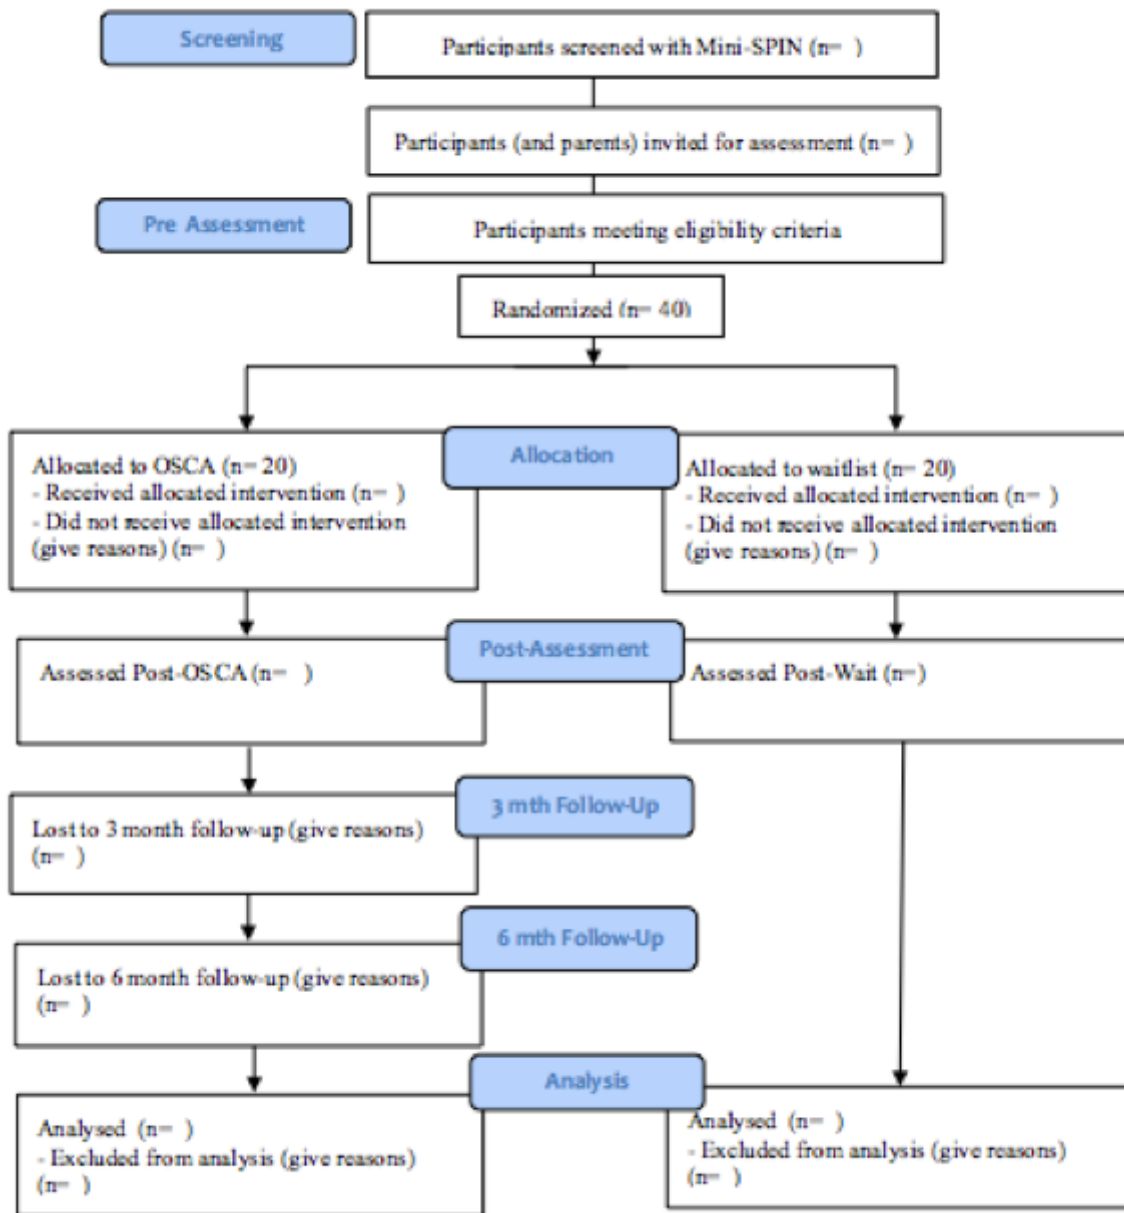 Screening
Participants screened with Mini-SPIN (n= )
Participants (and parents) invited for assessment (n= )
Pre Assessment
Participants meeting eligibility criteria
Randomized (n= 40)
Allocation
Allocated to OSCA (n= 20)
- Received allocated intervention (n= )
- Did not receive allocated intervention
(give reasons) (n= )
Allocated to waitlist (n= 20)
- Received allocated intervention (n= )
- Did not receive allocated intervention
(give reasons) (n= )
Post-Assessment
Assessed Post-OSCA (n= )
Assessed Post-Wait (n=)
3 mth Follow-Up
Lost to 3 month follow-up (give reasons)
(n= )
6 mth Follow-Up
Lost to 6 month follow-up (give reasons)
(n= )
Analysis
Analysed (n= )
- Excluded from analysis (give reasons)
(n= )
Analysed (n= )
- Excluded from analysis (give reasons)
(n= )